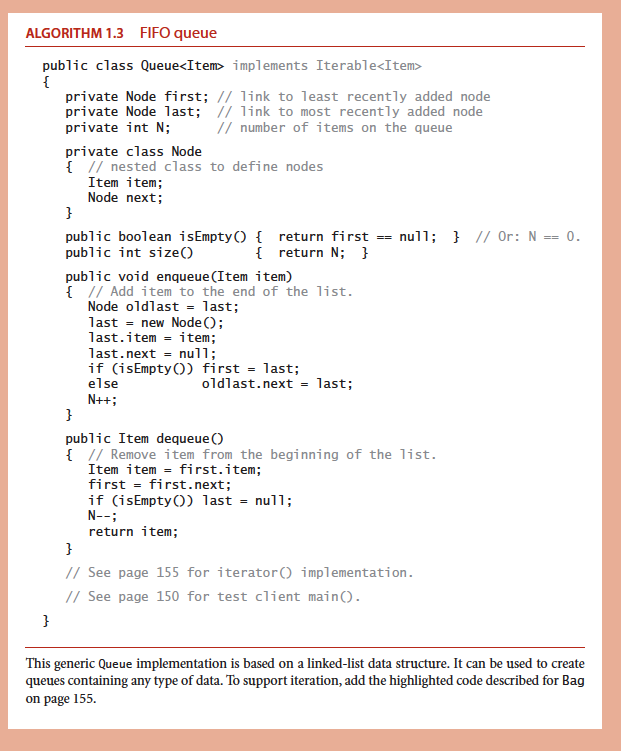 ALGORITHM 1.3 FIFO queue
public class Queue<Item> implements Iterable<Item>
{
private Node first; // link to least recently added node
private Node last; // link to most recently added node
private int N; // number of items on the queue
private class Node
{ // nested class to define nodes
Item item;
Node next;
}
public boolean isEmpty() { return first == null; } // Or: N == 0.
public int size() { return N; }
public void enqueue(Item item)
{ // Add item to the end of the list.
Node oldlast = last;
last = new Node();
last.item = item;
last.next = null;
if (isEmpty()) first = last;
else oldlast.next = last;
N++;
}
public Item dequeue()
{ // Remove item from the beginning of the list.
Item item = first.item;
first = first.next;
if (isEmpty()) last = null;
N--;
return item;
}
// See page 155 for iterator() implementation.
// See page 150 for test client main().
}
This generic Queue implementation is based on a linked-list data structure. It can be used to create
queues containing any type of data. To support iteration, add the highlighted code described for Bag
on page 155.